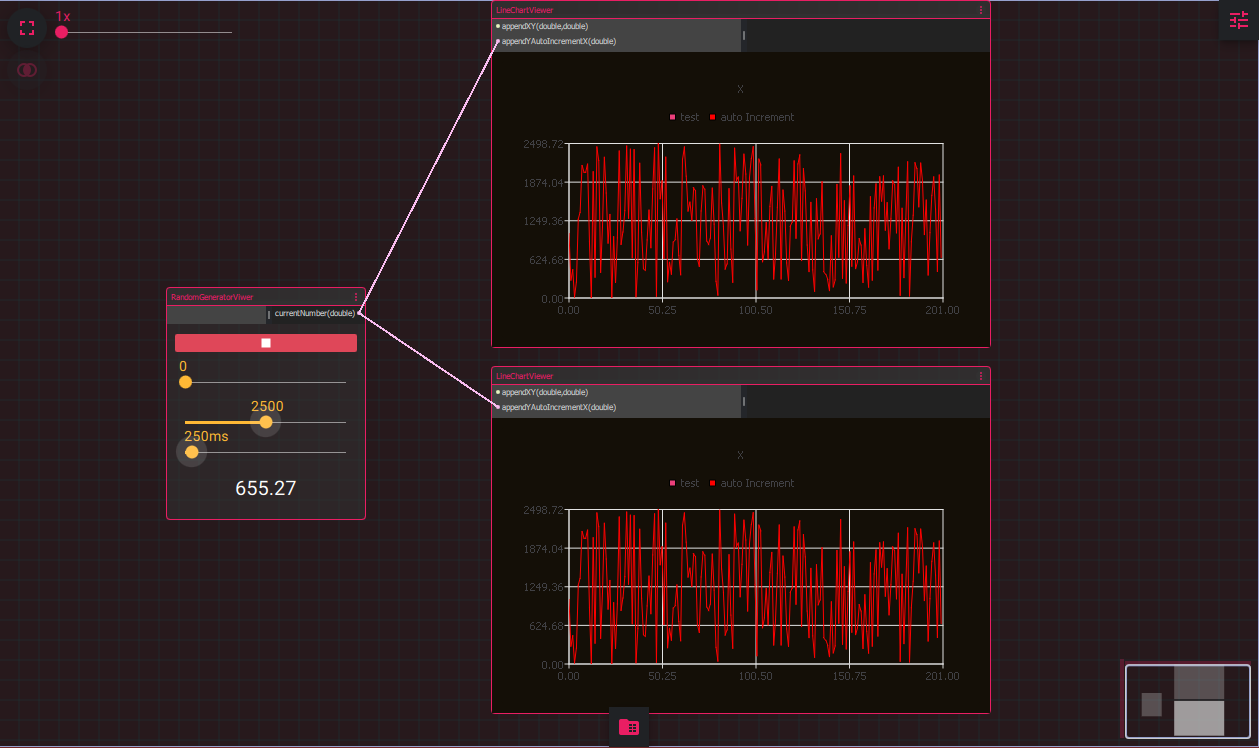 1x
LineChartViewer
appendXY(double,double)
appendYAutoIncrementX(double)
X
test auto Increment
2498.72
1874.04
1249.36
624.68
0.00
0.00 50.25 100.50 150.75 201.00
RandomGeneratorViwer
currentNumber(double)
0
2500
250ms
655.27
LineChartViewer
appendXY(double,double)
appendYAutoIncrementX(double)
X
test auto Increment
2498.72
1874.04
1249.36
624.68
0.00
0.00 50.25 100.50 150.75 201.00